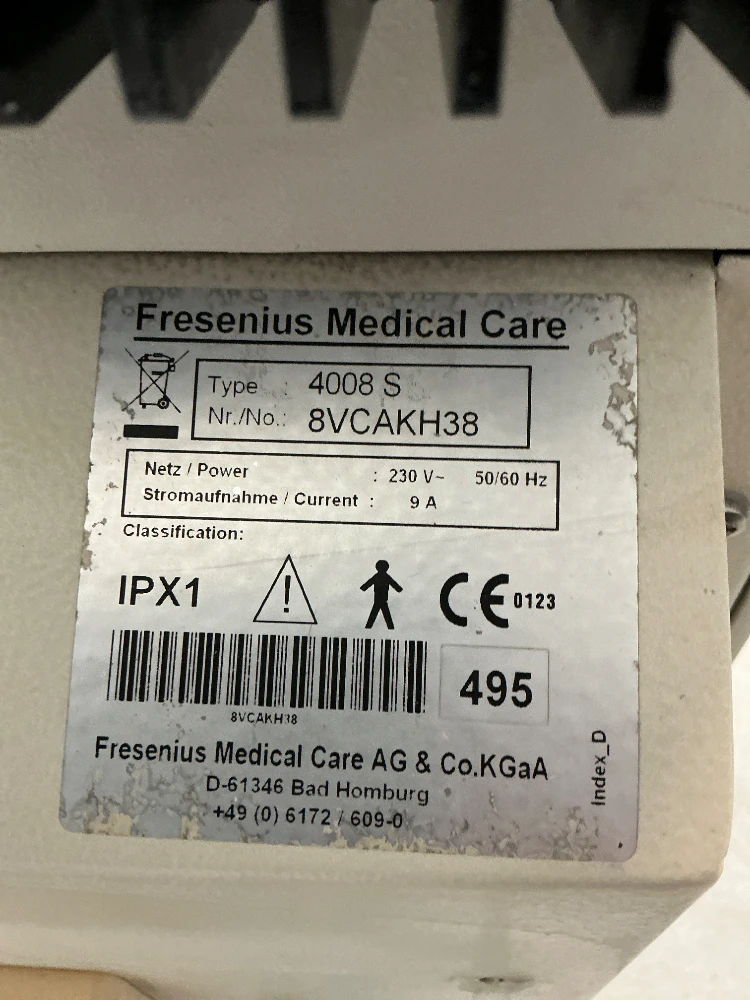 Fresenius Medical Care
Type : 4008 S
Nr./No.: 8VCAKH38
Netz / Power : 230 V~ 50/60 Hz
Stromaufnahme / Current : 9 A
Classification:
IPX1 ! CE 0123
495
8VCAKH38
Fresenius Medical Care AG & Co.KGaA
D-61346 Bad Homburg
+49 (0) 6172 / 609-0
Index_D